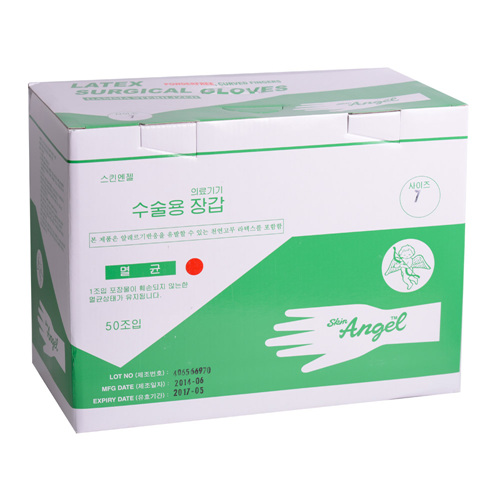 LATEX POWDERFREE CURVED FINGERS
SURGICAL GLOVES
Angel
스킨엔젤
의료기기
수술용 장갑
본 제품은 알레르기반응을 유발할 수 있는 천연고무 라텍스를 포함함
멸 균
1조입 포장물이 훼손되지 않는한
멸균상태가 유지됩니다.
50조입
사이즈
7
Skin Angel™
LOT NO (제조번호) :
MFG DATE (제조일자) 2014-06
EXPIRY DATE (유효기간) : 2017-05